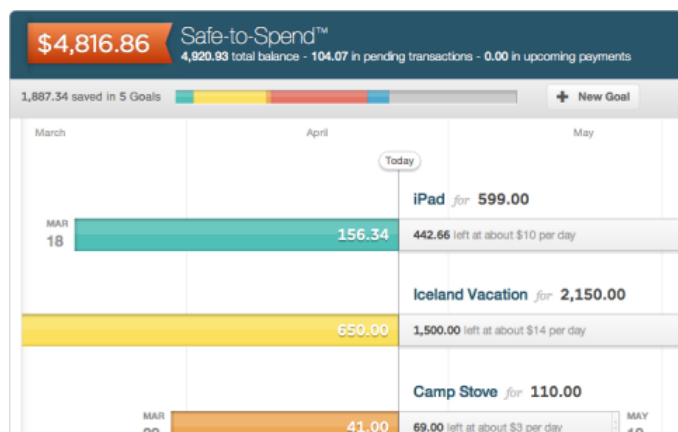 $4,816.86
Safe-to-Spend™
4,920.93 total balance - 104.07 in pending transactions - 0.00 in upcoming payments
1,887.34 saved in 5 Goals
+ New Goal
March April May
Today
iPad for 599.00
MAR
18
156.34
442.66 left at about $10 per day
Iceland Vacation for 2,150.00
650.00
1,500.00 left at about $14 per day
Camp Stove for 110.00
MAR
41.00
69.00 left at about $3 per day
MAY